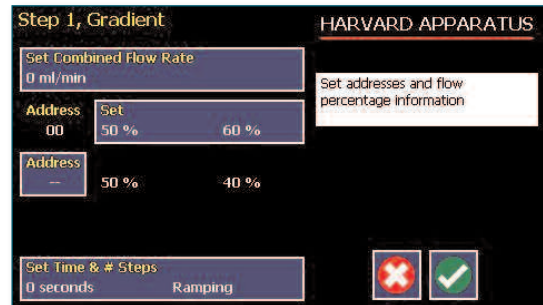 Step 1, Gradient
HARVARD APPARATUS
Set Combined Flow Rate
0 ml/min
Set addresses and flow
percentage information
Address Set
00 50 % 60 %
Address
-- 50 % 40 %
Set Time & # Steps
0 seconds Ramping